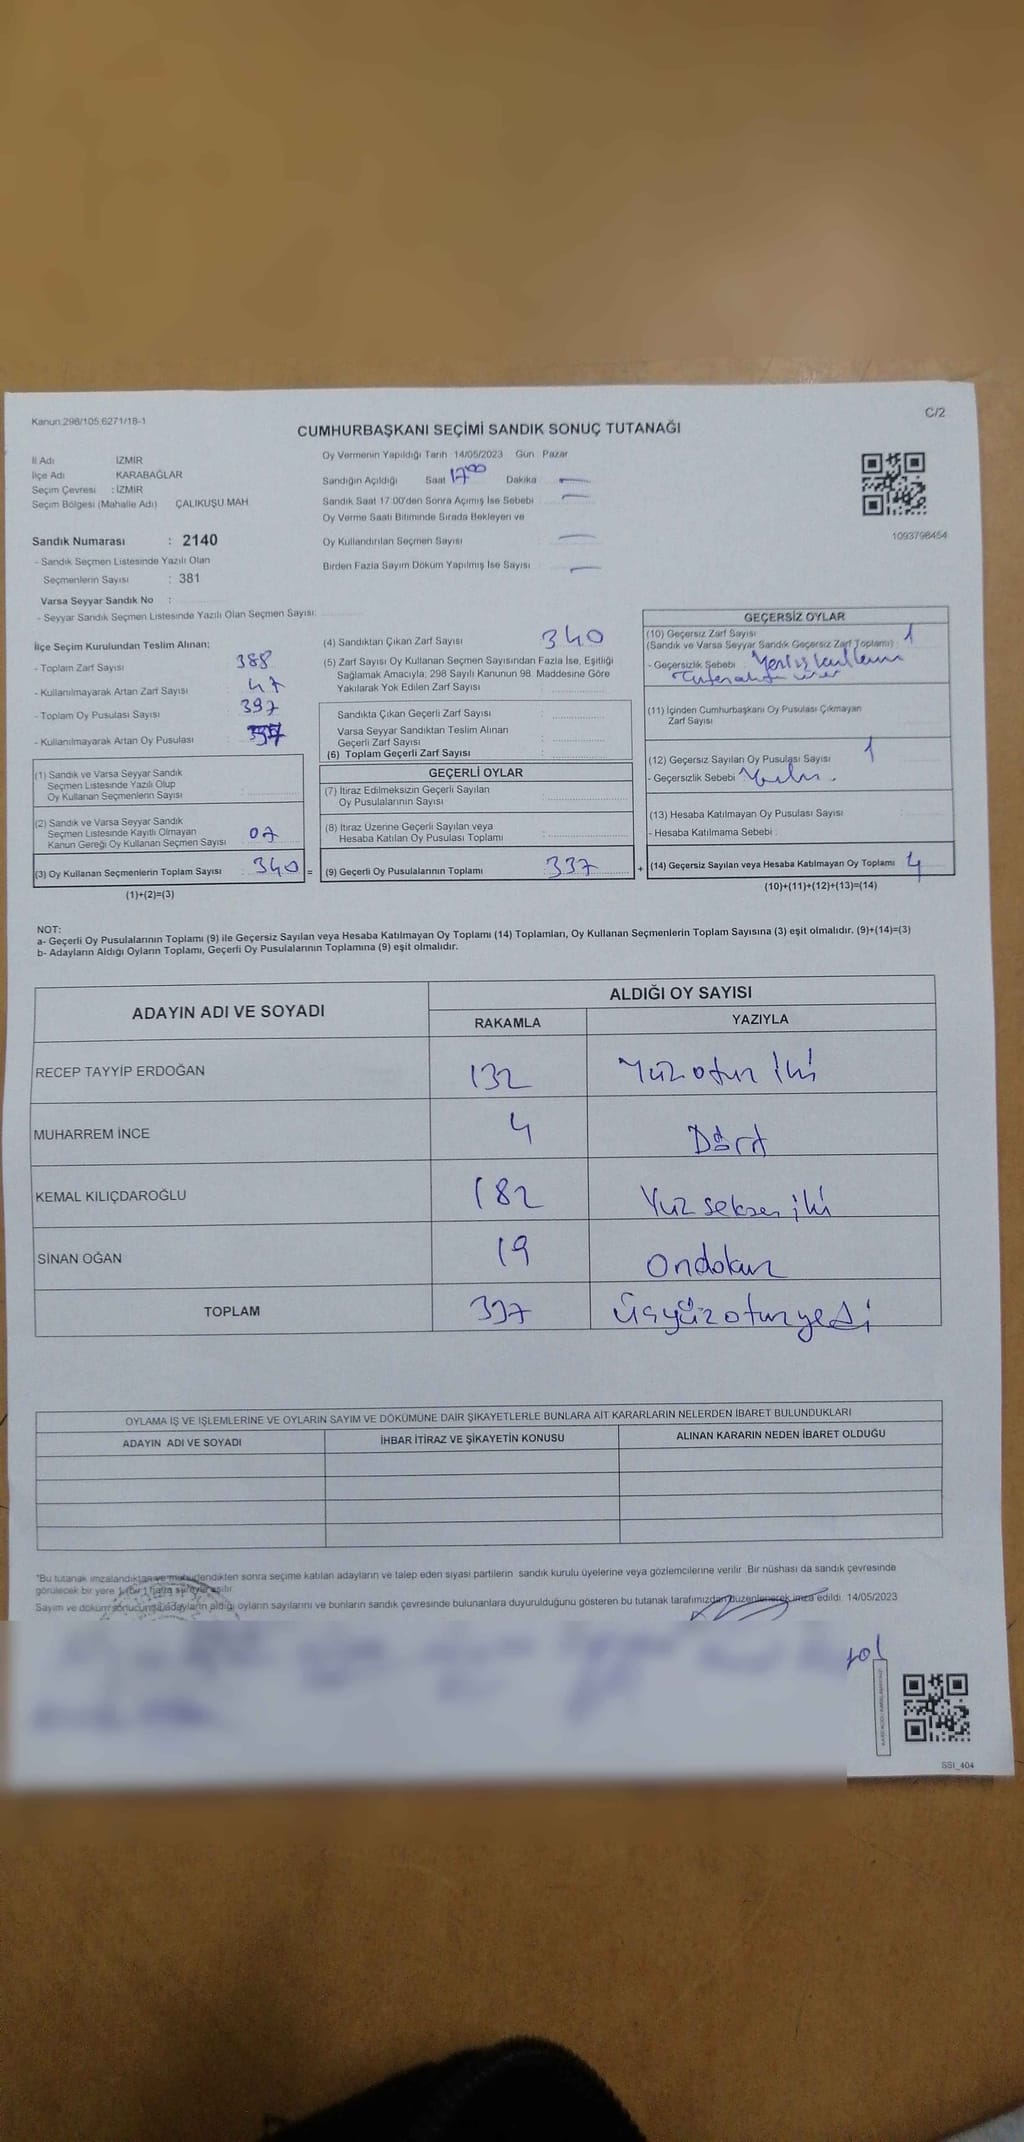 Kanun:298/105,6271/18-1
C/2
CUMHURBAŞKANI SEÇİMİ SANDIK SONUÇ TUTANAĞI
İl Adı İZMİR
İlçe Adı KARABAĞLAR
Seçim Çevresi : İZMİR
Seçim Bölgesi (Mahalle Adı) ÇALIKUŞU MAH
Sandık Numarası : 2140
- Sandık Seçmen Listesinde Yazılı Olan
Seçmenlerin Sayısı : 381
Varsa Seyyar Sandık No :
- Seyyar Sandık Seçmen Listesinde Yazılı Olan Seçmen Sayısı:
Oy Vermenin Yapıldığı Tarih 14/05/2023 Gün Pazar
Sandığın Açıldığı Saat 17 00 Dakika —
Sandık Saat 17.00'den Sonra Açımış İse Sebebi —
Oy Verme Saati Bitiminde Sırada Bekleyen ve
Oy Kullandırılan Seçmen Sayısı —
Birden Fazla Sayım Döküm Yapılmış İse Sayısı —
1093798454
İlçe Seçim Kurulundan Teslim Alınan:
- Toplam Zarf Sayısı 388
- Kullanılmayarak Artan Zarf Sayısı 47
- Toplam Oy Pusulası Sayısı 397
- Kullanılmayarak Artan Oy Pusulası
(1) Sandık ve Varsa Seyyar Sandık
Seçmen Listesinde Yazılı Olup
Oy Kullanan Seçmenlerin Sayısı
(2) Sandık ve Varsa Seyyar Sandık
Seçmen Listesinde Kayıtlı Olmayan
Kanun Gereği Oy Kullanan Seçmen Sayısı 07
(3) Oy Kullanan Seçmenlerin Toplam Sayısı 340 =
(1)+(2)=(3)
(4) Sandıktan Çıkan Zarf Sayısı 340
(5) Zarf Sayısı Oy Kullanan Seçmen Sayısından Fazla İse, Eşitliği
Sağlamak Amacıyla, 298 Sayılı Kanunun 98. Maddesine Göre
Yakılarak Yok Edilen Zarf Sayısı :
Sandıkta Çıkan Geçerli Zarf Sayısı
Varsa Seyyar Sandıktan Teslim Alınan
Geçerli Zarf Sayısı :
(6) Toplam Geçerli Zarf Sayısı :
GEÇERLİ OYLAR
(7) İtiraz Edilmeksizin Geçerli Sayılan
Oy Pusulalarının Sayısı
(8) İtiraz Üzerine Geçerli Sayılan veya
Hesaba Katılan Oy Pusulası Toplamı
(9) Geçerli Oy Pusulalarının Toplamı 337 +
GEÇERSİZ OYLAR
(10) Geçersiz Zarf Sayısı
(Sandık ve Varsa Seyyar Sandık Geçersiz Zarf Toplamı) : 1
- Geçersizlik Sebebi
(11) İçinden Cumhurbaşkanı Oy Pusulası Çıkmayan
Zarf Sayısı
(12) Geçersiz Sayılan Oy Pusulası Sayısı 1
- Geçersizlik Sebebi
(13) Hesaba Katılmayan Oy Pusulası Sayısı
- Hesaba Katılmama Sebebi :
(14) Geçersiz Sayılan veya Hesaba Katılmayan Oy Toplamı 4
(10)+(11)+(12)+(13)=(14)
NOT:
a- Geçerli Oy Pusulalarının Toplamı (9) ile Geçersiz Sayılan veya Hesaba Katılmayan Oy Toplamı (14) Toplamları, Oy Kullanan Seçmenlerin Toplam Sayısına (3) eşit olmalıdır. (9)+(14)=(3)
b- Adayların Aldığı Oyların Toplamı, Geçerli Oy Pusulalarının Toplamına (9) eşit olmalıdır.
ADAYIN ADI VE SOYADI
ALDIĞI OY SAYISI
RAKAMLA YAZIYLA
RECEP TAYYİP ERDOĞAN 132 Yüz otuz iki
MUHARREM İNCE 4 Dört
KEMAL KILIÇDAROĞLU 182 Yüz seksen iki
SİNAN OĞAN 19 Ondokuz
TOPLAM 337 Üçyüzotuzyedi
OYLAMA İŞ VE İŞLEMLERİNE VE OYLARIN SAYIM VE DÖKÜMÜNE DAİR ŞİKAYETLERLE BUNLARA AİT KARARLARIN NELERDEN İBARET BULUNDUKLARI
ADAYIN ADI VE SOYADI İHBAR İTİRAZ VE ŞİKAYETİN KONUSU ALINAN KARARIN NEDEN İBARET OLDUĞU
*Bu tutanak imzalandıktan ve mühürlendikten sonra seçime katılan adayların ve talep eden siyasi partilerin sandık kurulu üyelerine veya gözlemcilerine verilir. Bir nüshası da sandık çevresinde
görülecek bir yere 1 (bir) hafta süreyle asılır.
Sayım ve döküm sonucunda adayların aldığı oyların sayılarını ve bunların sandık çevresinde bulunanlara duyurulduğunu gösteren bu tutanak tarafımızdan düzenlenerek imza edildi. 14/05/2023
SSI_404